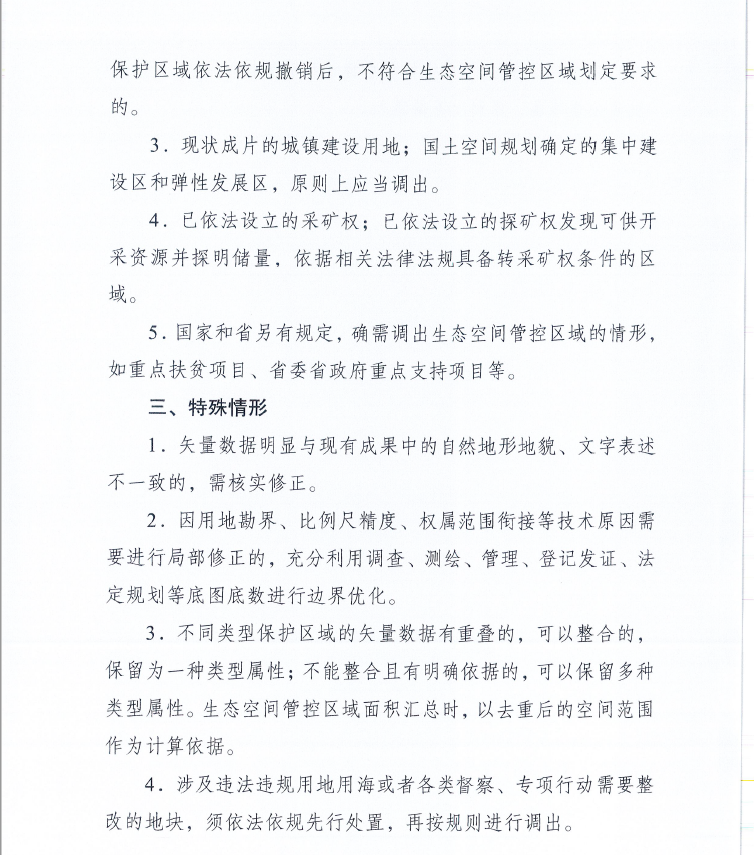 保护区域依法依规撤销后，不符合生态空间管控区域划定要求
的。
3．现状成片的城镇建设用地；国土空间规划确定的集中建
设区和弹性发展区，原则上应当调出。
4．已依法设立的采矿权；已依法设立的探矿权发现可供开
采资源并探明储量，依据相关法律法规具备转采矿权条件的区
域。
5．国家和省另有规定，确需调出生态空间管控区域的情形，
如重点扶贫项目、省委省政府重点支持项目等。
三、特殊情形
1．矢量数据明显与现有成果中的自然地形地貌、文字表述
不一致的，需核实修正。
2．因用地勘界、比例尺精度、权属范围衔接等技术原因需
要进行局部修正的，充分利用调查、测绘、管理、登记发证、法
定规划等底图底数进行边界优化。
3．不同类型保护区域的矢量数据有重叠的，可以整合的，
保留为一种类型属性；不能整合且有明确依据的，可以保留多种
类型属性。生态空间管控区域面积汇总时，以去重后的空间范围
作为计算依据。
4．涉及违法违规用地用海或者各类督察、专项行动需要整
改的地块，须依法依规先行处置，再按规则进行调出。